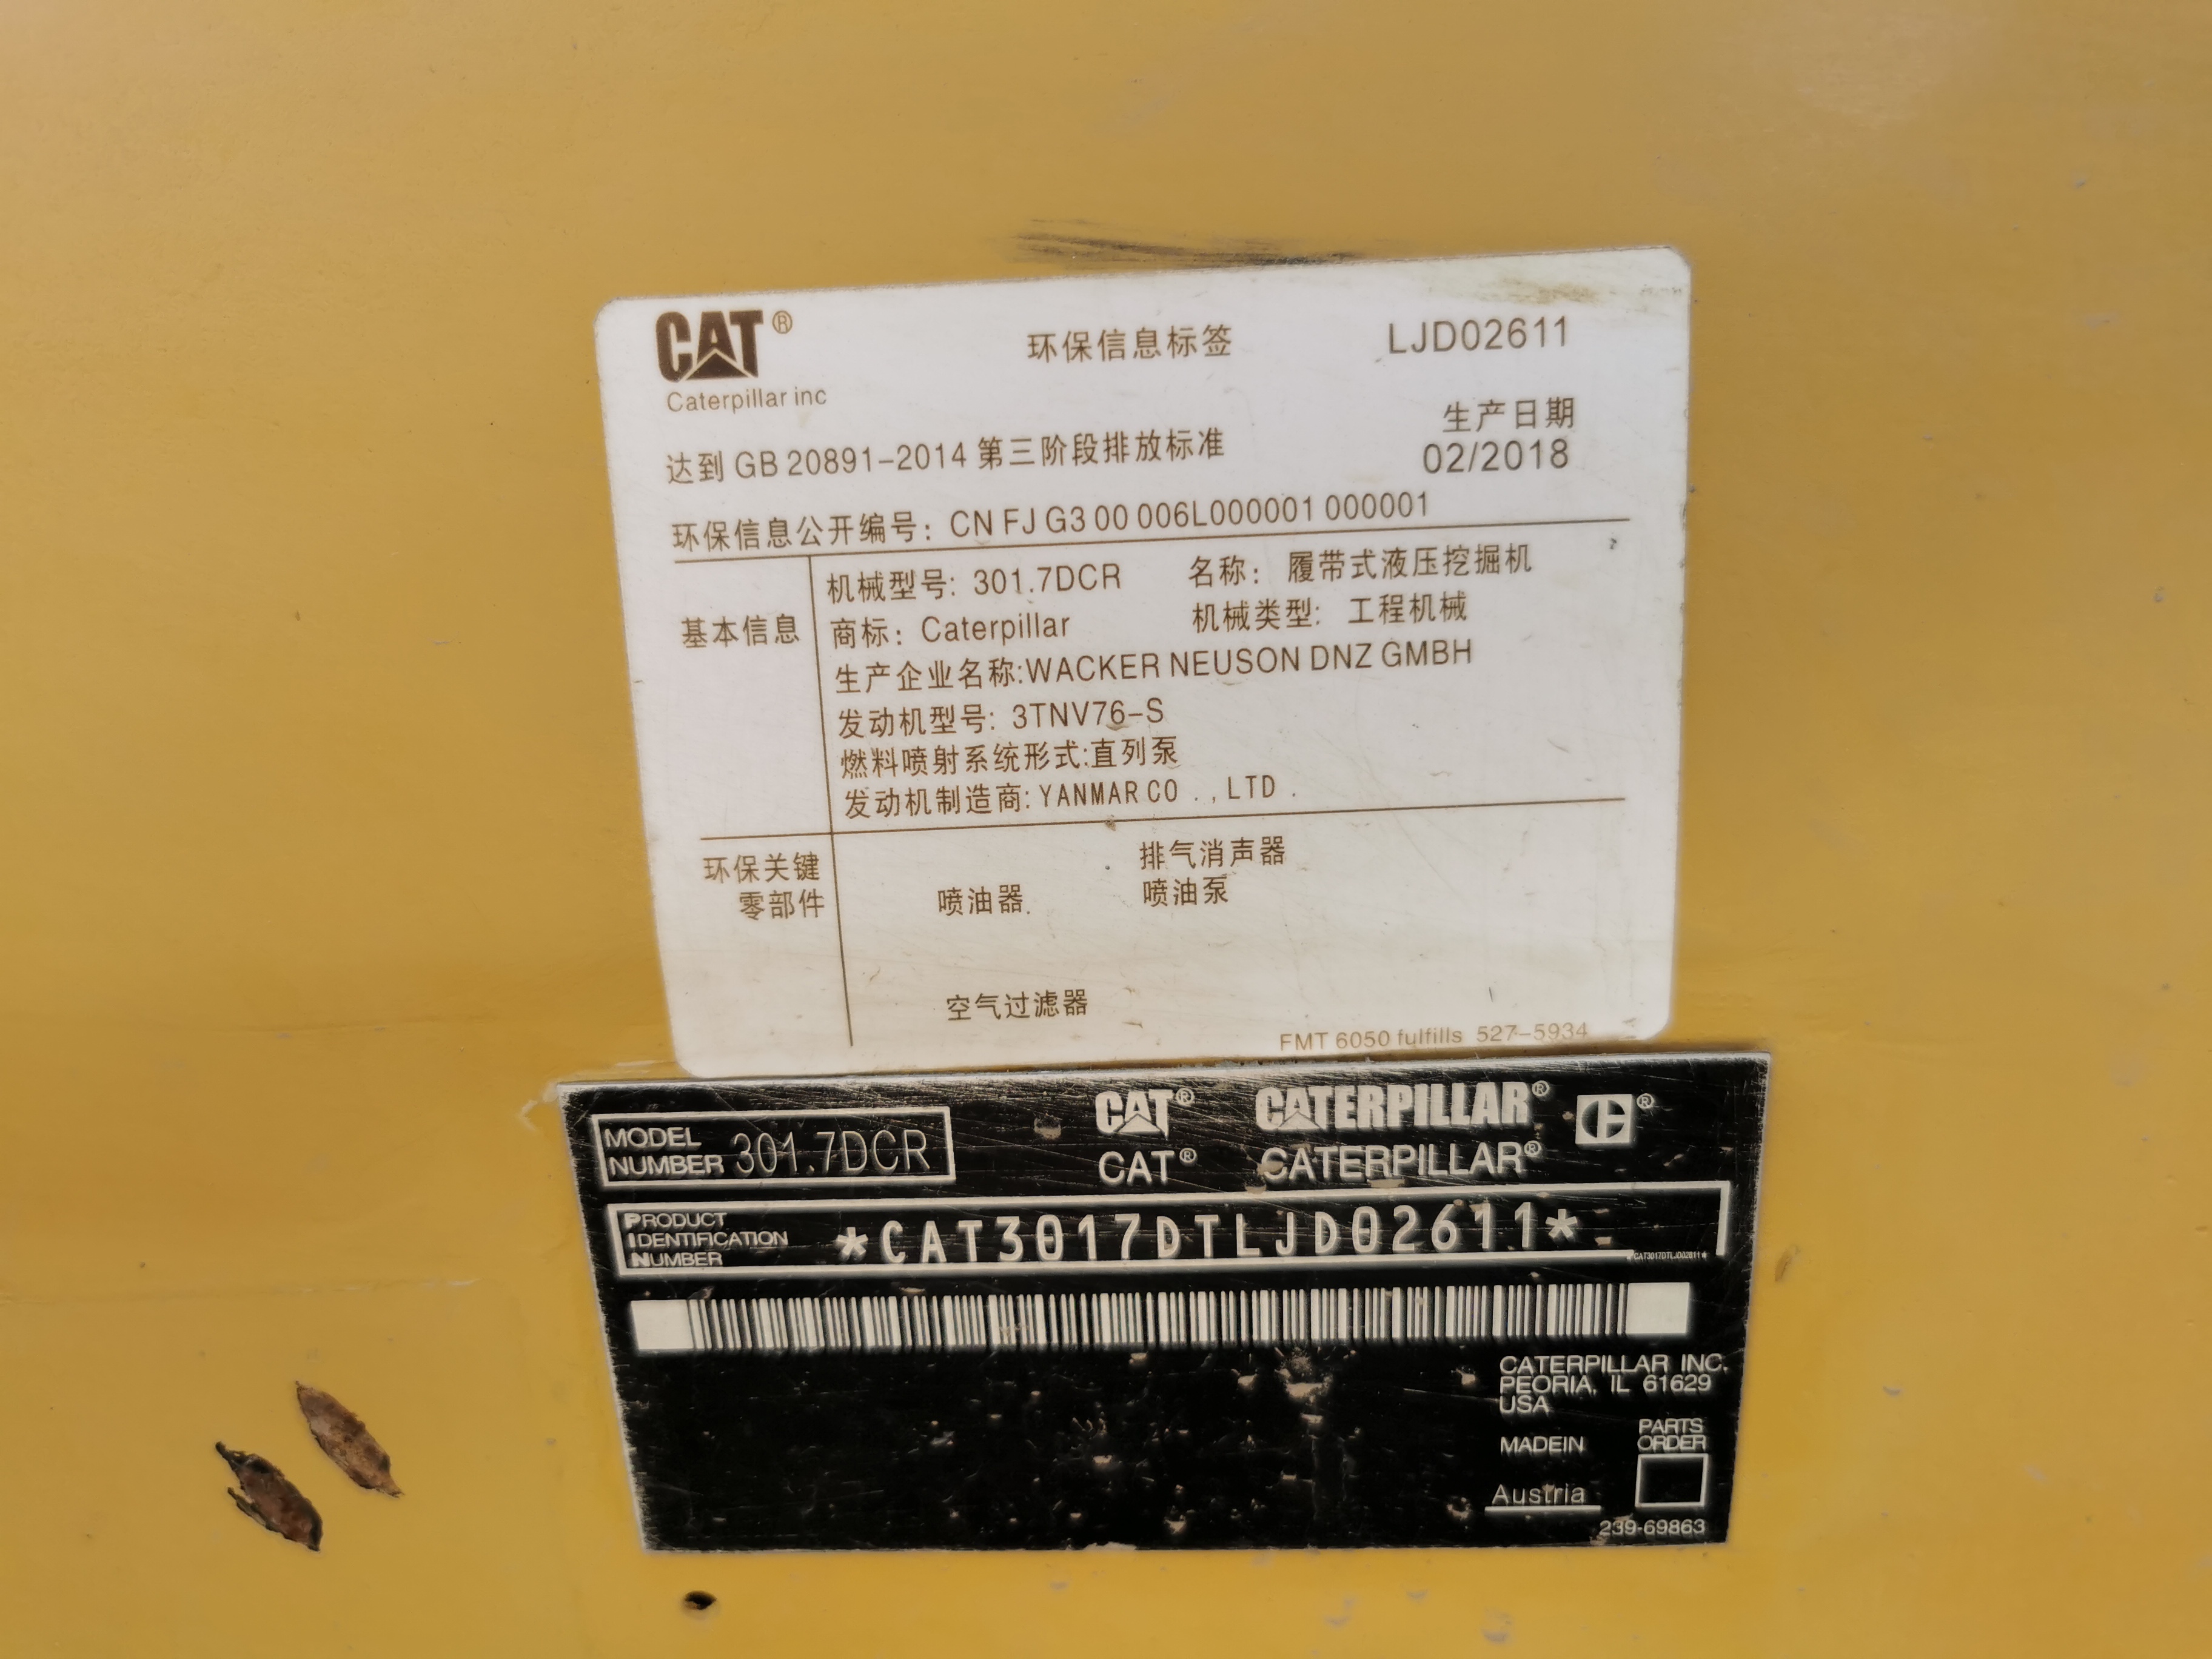 CAT®
环保信息标签
LJD02611
Caterpillar inc
生产日期
达到 GB 20891-2014 第三阶段排放标准
02/2018
环保信息公开编号: CN FJ G3 00 006L000001 000001
基本信息
机械型号: 301.7DCR 名称: 履带式液压挖掘机
商标: Caterpillar 机械类型: 工程机械
生产企业名称:WACKER NEUSON DNZ GMBH
发动机型号: 3TNV76-S
燃料喷射系统形式:直列泵
发动机制造商: YANMAR CO . , LTD .
环保关键
零部件
排气消声器
喷油器
喷油泵
空气过滤器
FMT 6050 fulfills 527-5934
MODEL
NUMBER 301.7DCR
CAT® CATERPILLAR® CE®
CAT® CATERPILLAR®
PRODUCT
IDENTIFICATION
NUMBER
*CAT3017DTLJD02611*
*CAT3017DTLJD02611*
CATERPILLAR INC.
PEORIA, IL 61629
USA
MADEIN
Austria
PARTS
ORDER
239-69863